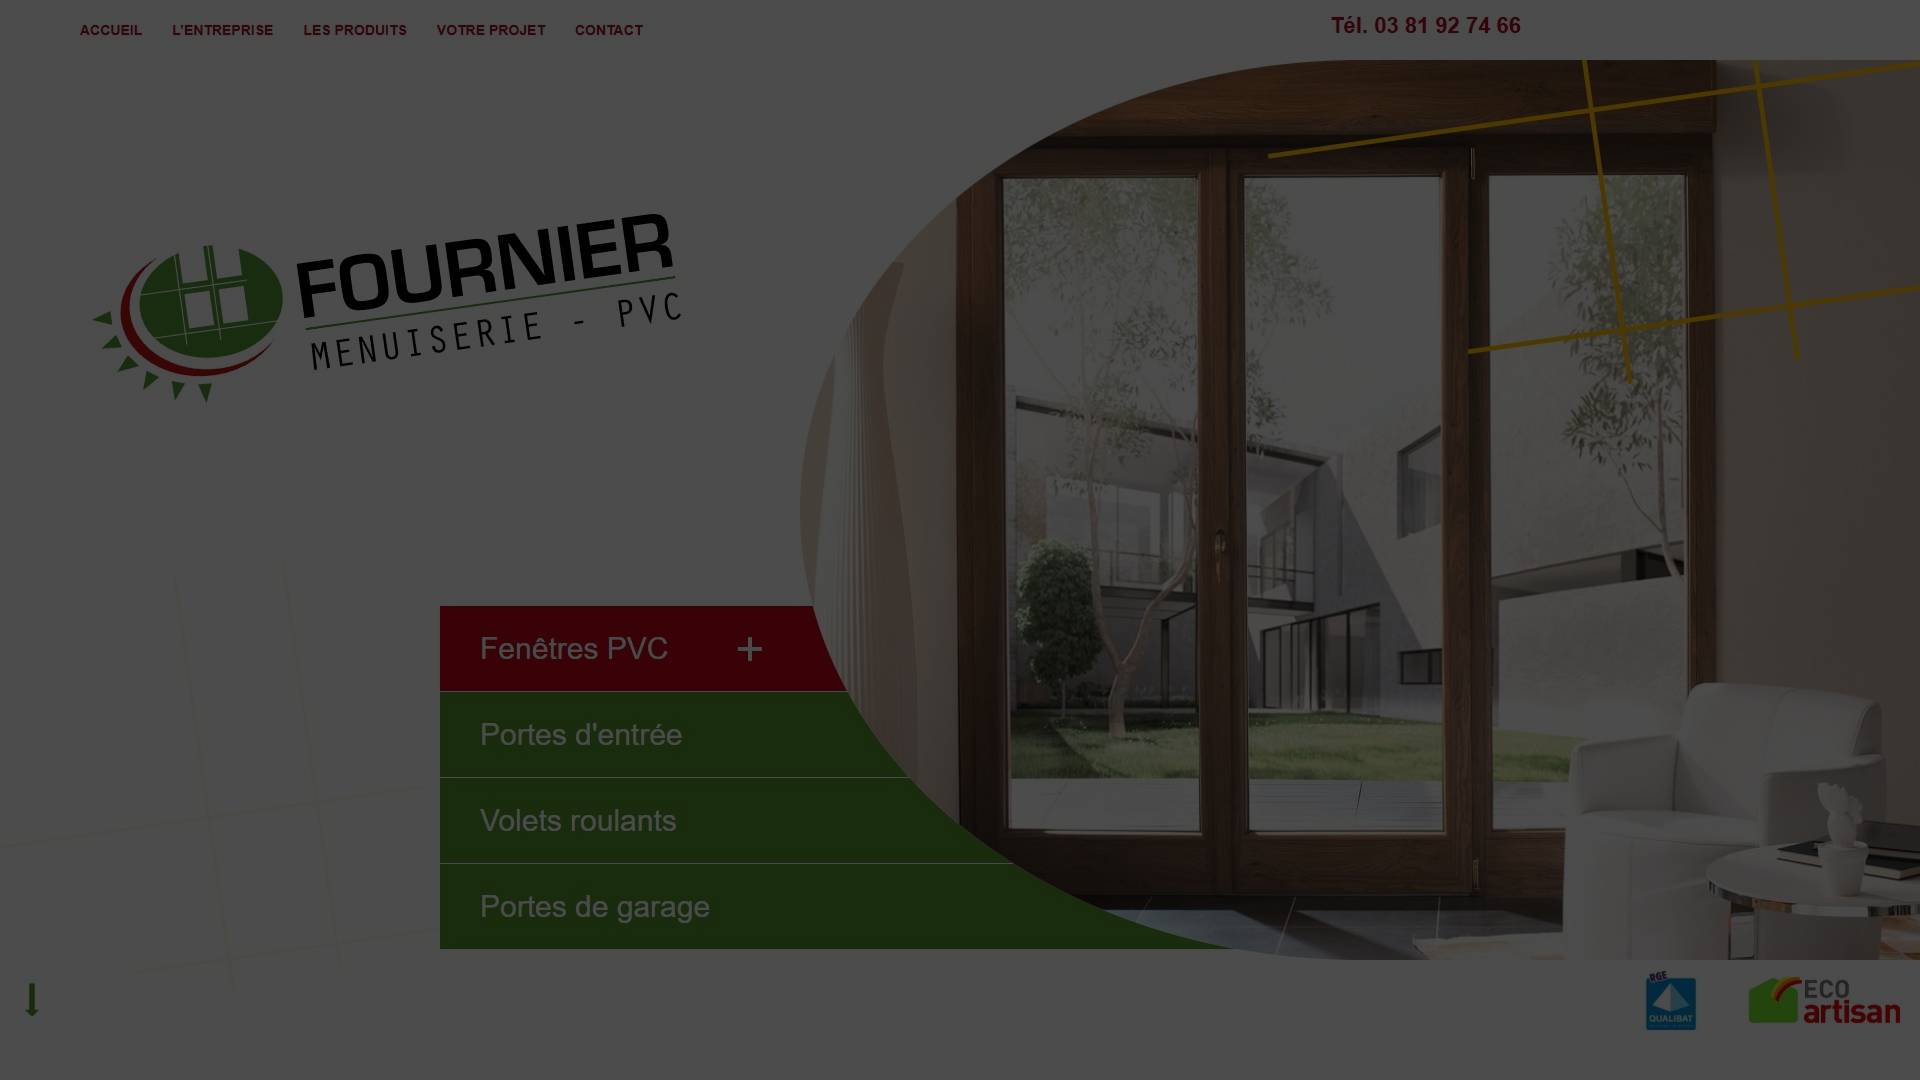 ACCUEIL L'ENTREPRISE LES PRODUITS VOTRE PROJET CONTACT
Tél. 03 81 92 74 66
FOURNIER
MENUISERIE - PVC
Fenêtres PVC +
Portes d'entrée
Volets roulants
Portes de garage
RGE
QUALIBAT
ECO
artisan